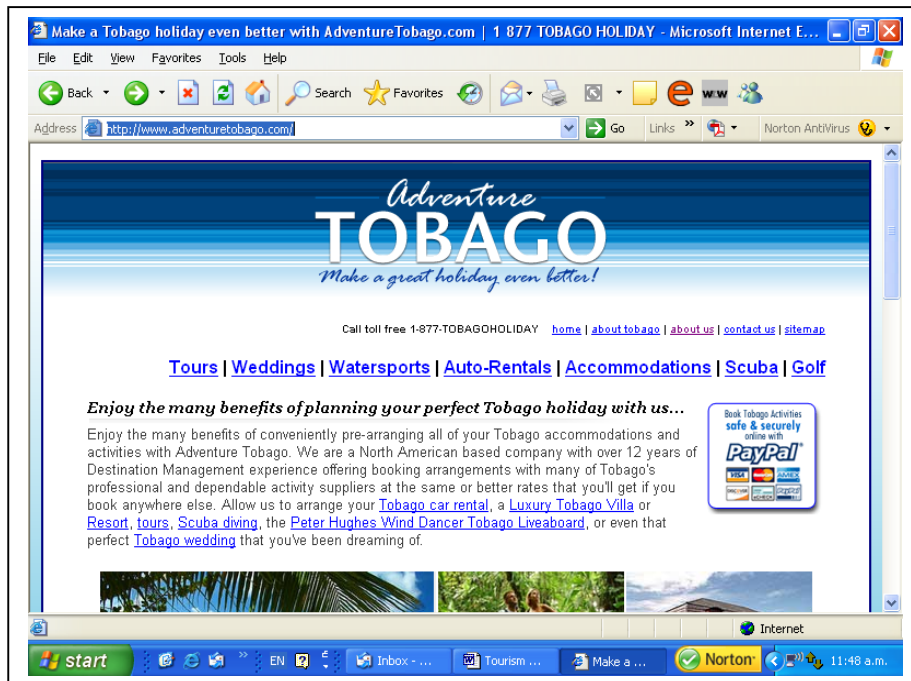 Make a Tobago holiday even better with AdventureTobago.com | 1 877 TOBAGO HOLIDAY - Microsoft Internet E...
File Edit View Favorites Tools Help
Back Search Favorites W&W
Address http://www.adventuretobago.com/ Go Links » Norton AntiVirus
Adventure
TOBAGO
Make a great holiday even better!
Call toll free 1-877-TOBAGOHOLIDAY home | about tobago | about us | contact us | sitemap
Tours | Weddings | Watersports | Auto-Rentals | Accommodations | Scuba | Golf
Enjoy the many benefits of planning your perfect Tobago holiday with us...
Enjoy the many benefits of conveniently pre-arranging all of your Tobago accommodations and
activities with Adventure Tobago. We are a North American based company with over 12 years of
Destination Management experience offering booking arrangements with many of Tobago's
professional and dependable activity suppliers at the same or better rates that you'll get if you
book anywhere else. Allow us to arrange your Tobago car rental, a Luxury Tobago Villa or
Resort, tours, Scuba diving, the Peter Hughes Wind Dancer Tobago Liveaboard, or even that
perfect Tobago wedding that you've been dreaming of.
Book Tobago Activities
safe & securely
online with
PayPal
VISA AMEX
Internet
start » EN Inbox - ... Tourism ... Make a ... Norton 11:48 a.m.